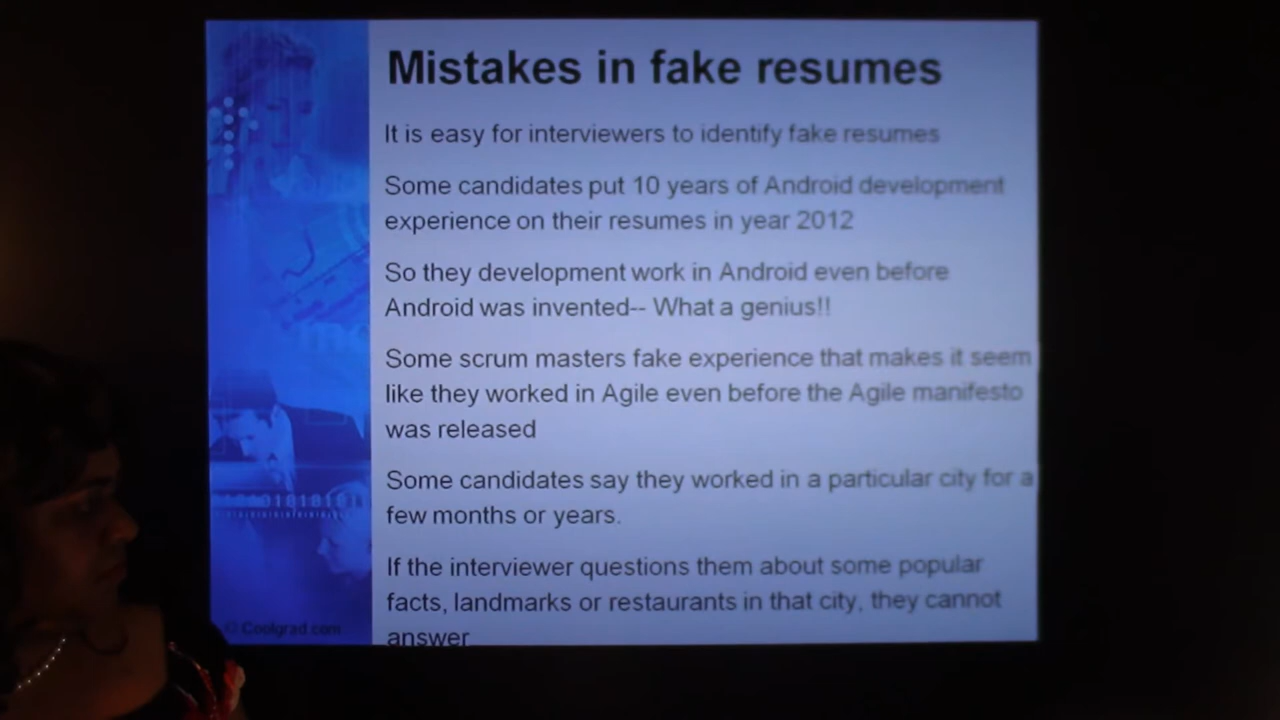 Mistakes in fake resumes
It is easy for interviewers to identify fake resumes
Some candidates put 10 years of Android development
experience on their resumes in year 2012
So they development work in Android even before
Android was invented-- What a genius!!
Some scrum masters fake experience that makes it seem
like they worked in Agile even before the Agile manifesto
was released
Some candidates say they worked in a particular city for a
few months or years.
If the interviewer questions them about some popular
facts, landmarks or restaurants in that city, they cannot
answer
© Coolgrad.com